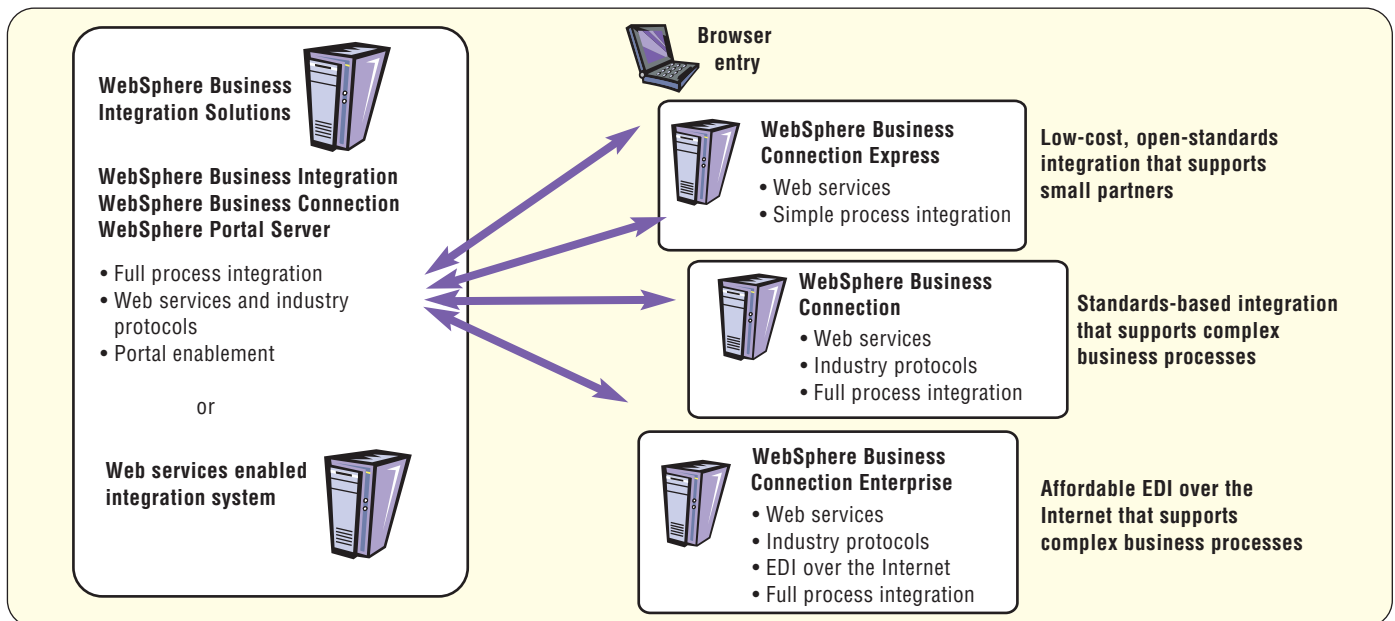 WebSphere Business
Integration Solutions
WebSphere Business Integration
WebSphere Business Connection
WebSphere Portal Server
• Full process integration
• Web services and industry
protocols
• Portal enablement
or
Web services enabled
integration system
Browser
entry
WebSphere Business
Connection Express
• Web services
• Simple process integration
Low-cost, open-standards
integration that supports
small partners
WebSphere Business
Connection
• Web services
• Industry protocols
• Full process integration
Standards-based integration
that supports complex
business processes
WebSphere Business
Connection Enterprise
• Web services
• Industry protocols
• EDI over the Internet
• Full process integration
Affordable EDI over the
Internet that supports
complex business processes